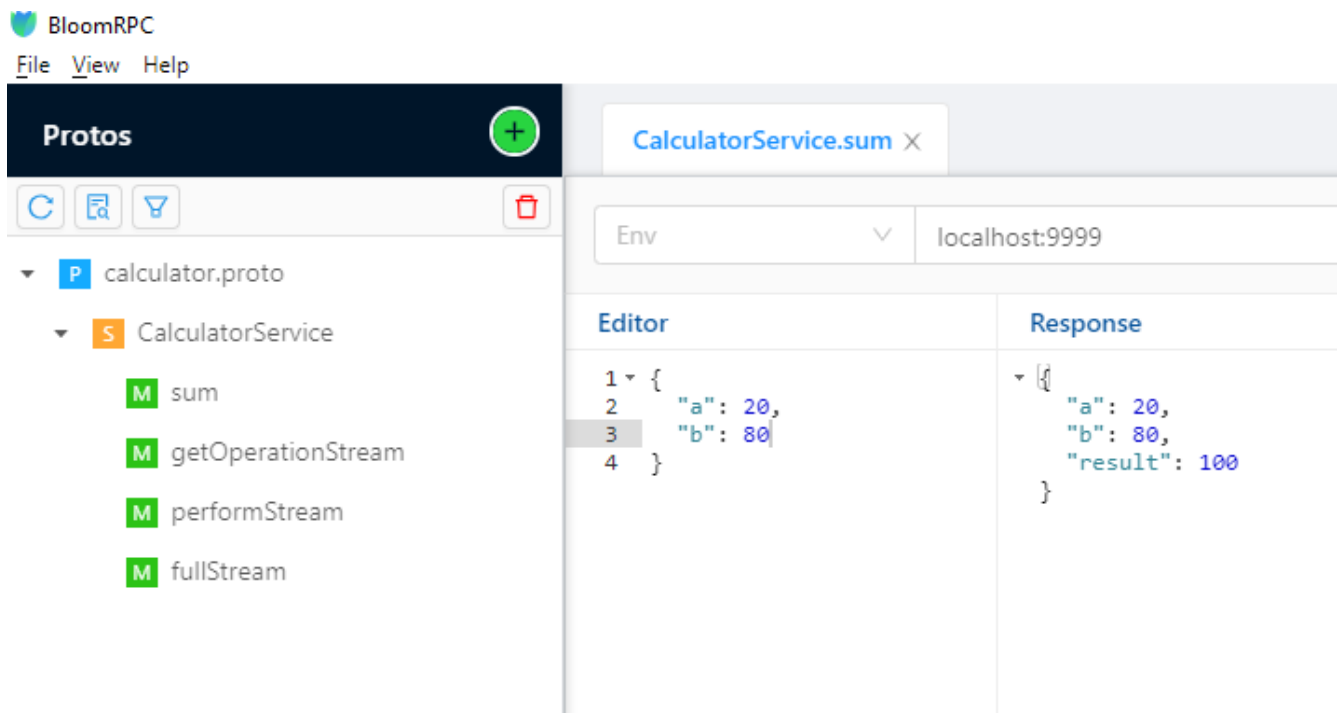 BloomRPC
File View Help
Protos
CalculatorService.sum
Env
localhost:9999
P calculator.proto
S CalculatorService
M sum
M getOperationStream
M performStream
M fullStream
Editor
1 {
2 "a": 20,
3 "b": 80
4 }
Response
{
"a": 20,
"b": 80,
"result": 100
}